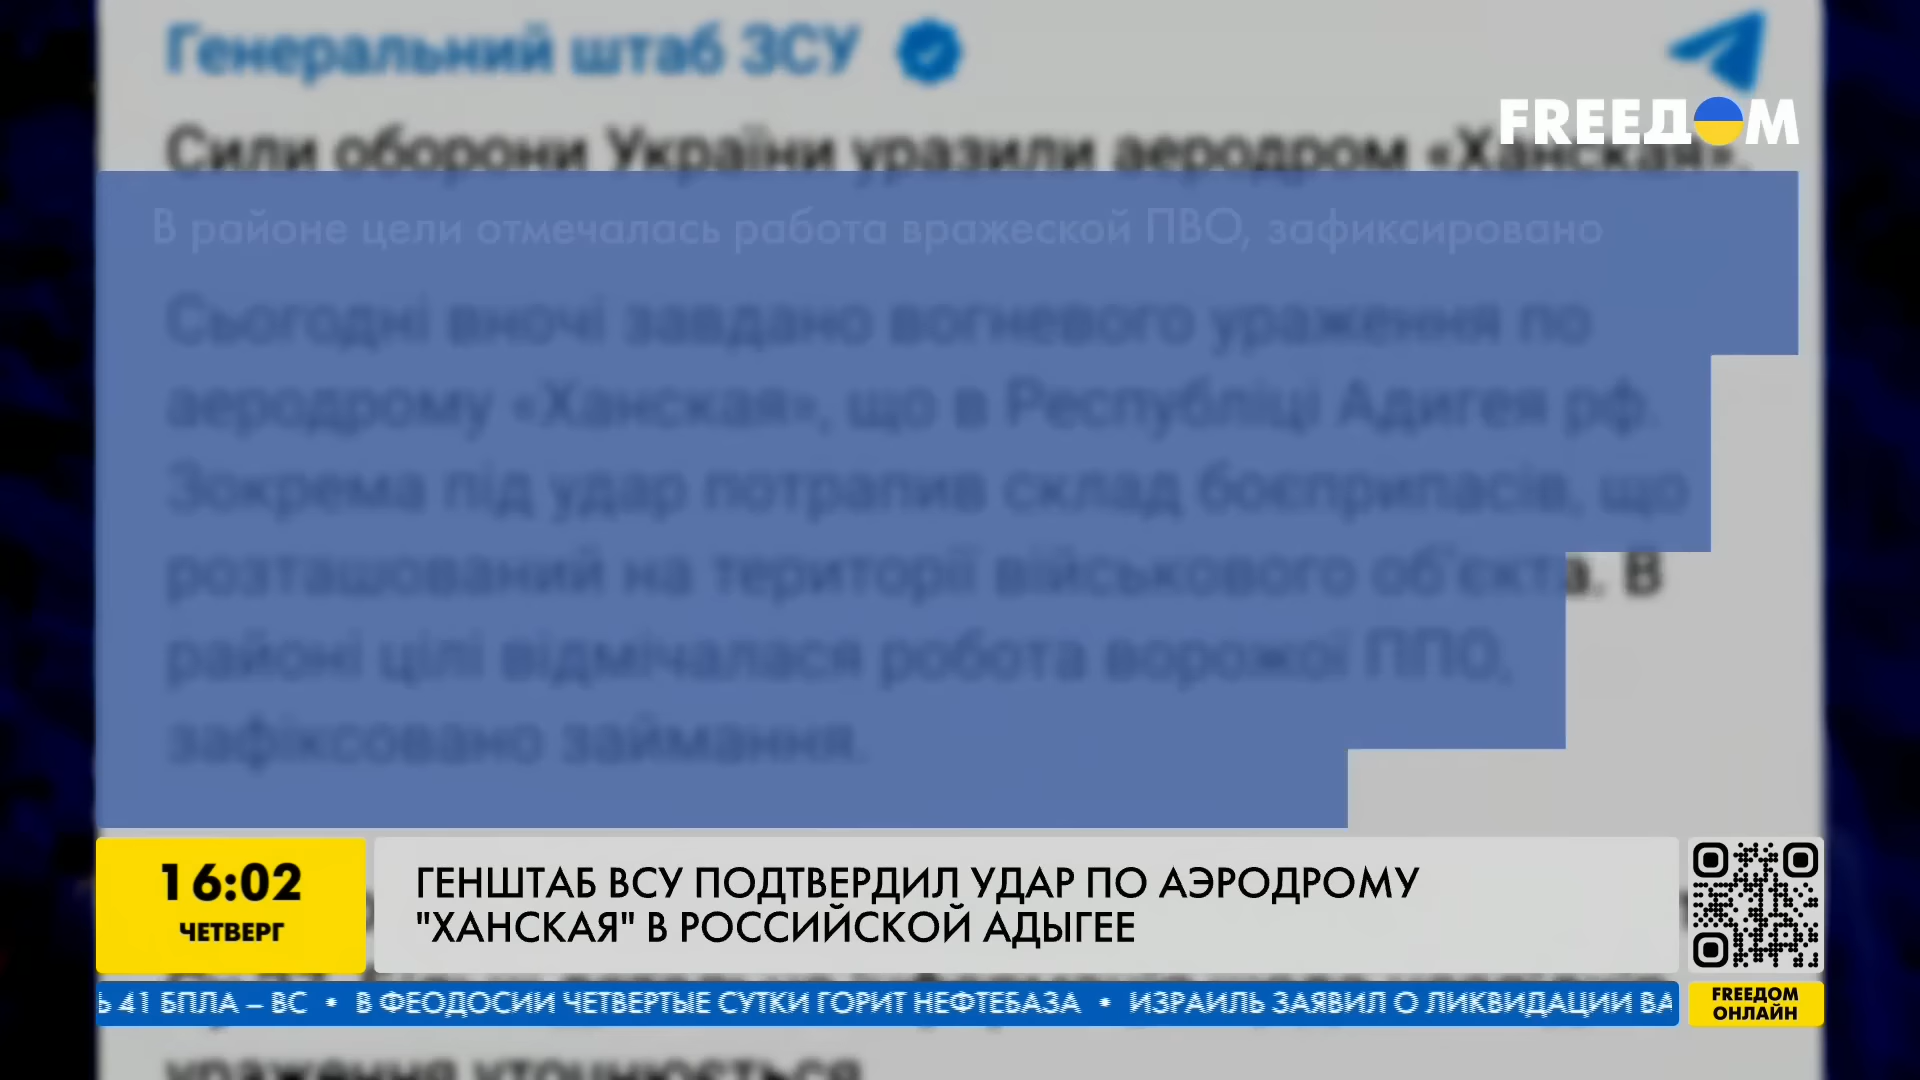 Генеральний штаб ЗСУ
FREEДОМ
Сили оборони України уразили аеродром «Ханская».
В районе цели отмечалась работа вражеской ПВО, зафиксировано
Сьогодні вночі завдано вогневого ураження по
аеродрому «Ханская», що в Республіці Адигея рф.
Зокрема під удар потрапив склад боєприпасів, що
розташований на території військового об'єкта. В
районі цілі відмічалася робота ворожої ППО,
зафіксовано займання.
16:02
ЧЕТВЕРГ
ГЕНШТАБ ВСУ ПОДТВЕРДИЛ УДАР ПО АЭРОДРОМУ
"ХАНСКАЯ" В РОССИЙСКОЙ АДЫГЕЕ
Ь 41 БПЛА – ВС • В ФЕОДОСИИ ЧЕТВЕРТЫЕ СУТКИ ГОРИТ НЕФТЕБАЗА • ИЗРАИЛЬ ЗАЯВИЛ О ЛИКВИДАЦИИ ВА
FREEДОМ
ОНЛАЙН
ураження уточнюється